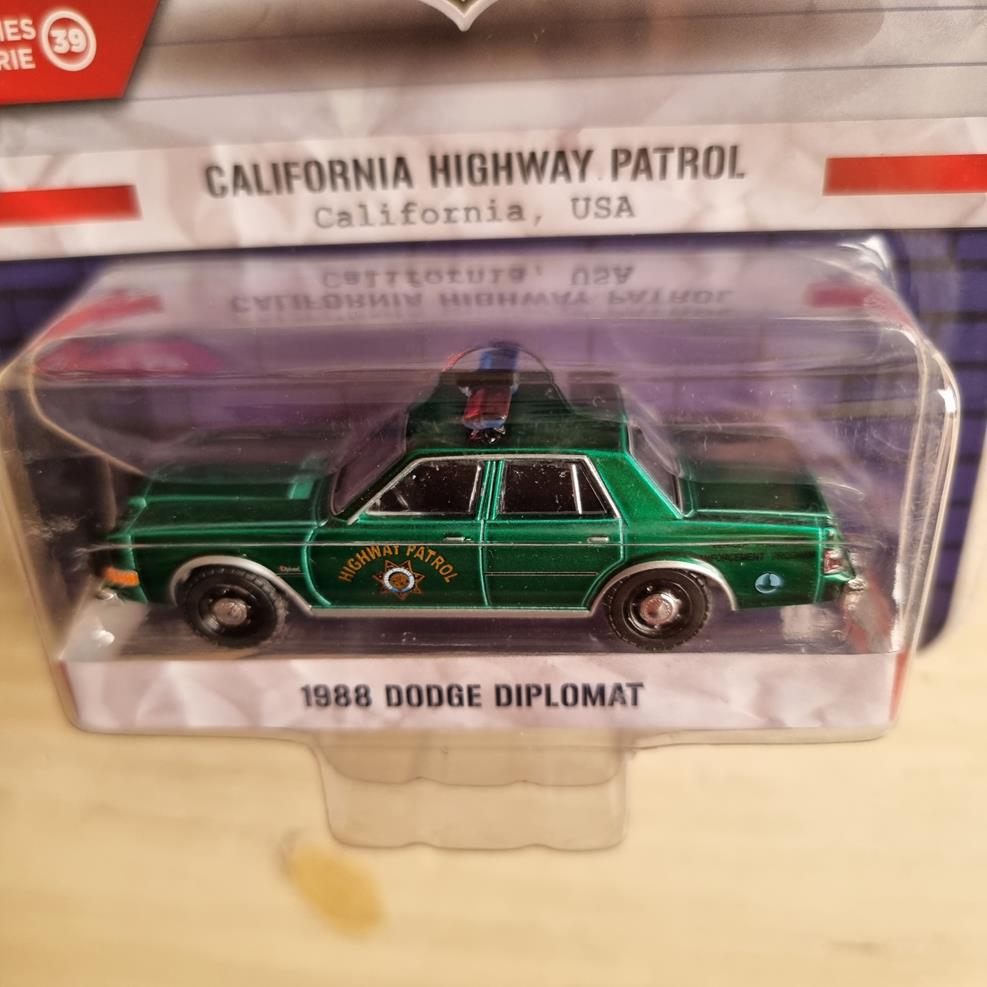 IES
RIE
39
CALIFORNIA HIGHWAY PATROL
California, USA
HIGHWAY PATROL
1988 DODGE DIPLOMAT